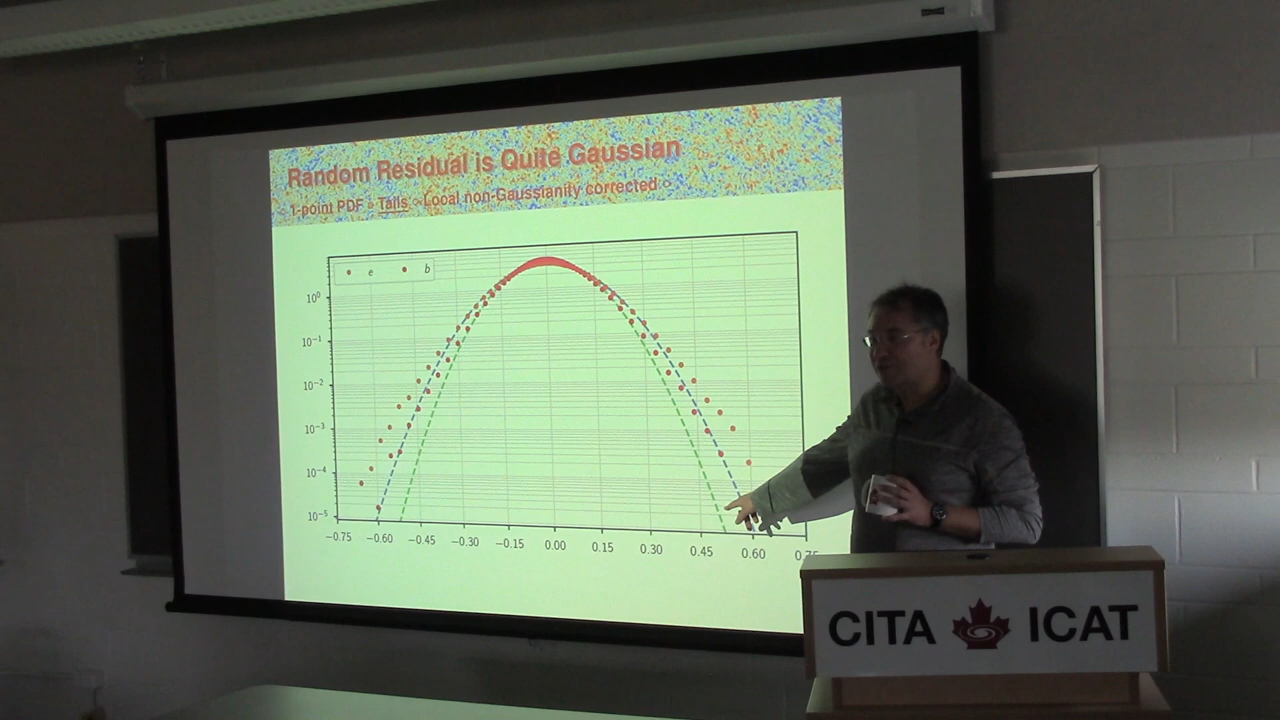 Random Residual is Quite Gaussian
1-point PDF ◦ Tails ◦ Local non-Gaussianity corrected ◦
e b
10⁰
10⁻¹
10⁻²
10⁻³
10⁻⁴
10⁻⁵
−0.75 −0.60 −0.45 −0.30 −0.15 0.00 0.15 0.30 0.45 0.60 0.75
CITA ICAT